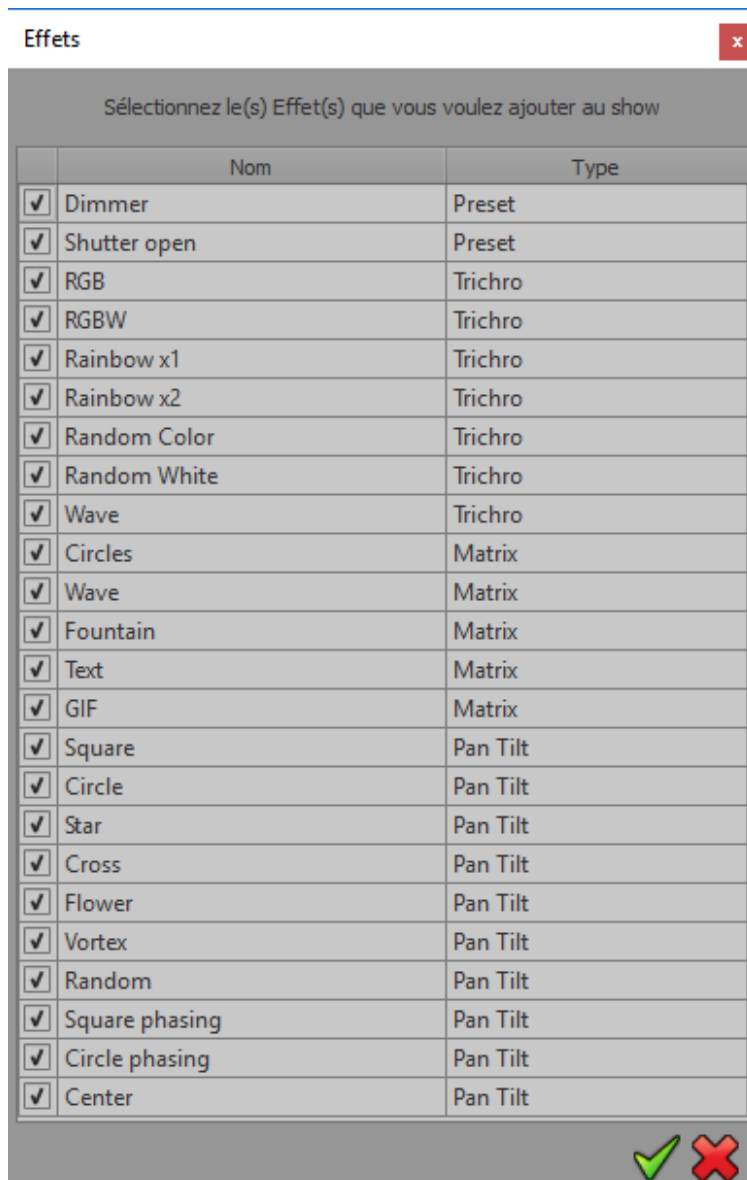 Effets
x
Sélectionnez le(s) Effet(s) que vous voulez ajouter au show
Nom Type
Dimmer Preset
Shutter open Preset
RGB Trichro
RGBW Trichro
Rainbow x1 Trichro
Rainbow x2 Trichro
Random Color Trichro
Random White Trichro
Wave Trichro
Circles Matrix
Wave Matrix
Fountain Matrix
Text Matrix
GIF Matrix
Square Pan Tilt
Circle Pan Tilt
Star Pan Tilt
Cross Pan Tilt
Flower Pan Tilt
Vortex Pan Tilt
Random Pan Tilt
Square phasing Pan Tilt
Circle phasing Pan Tilt
Center Pan Tilt